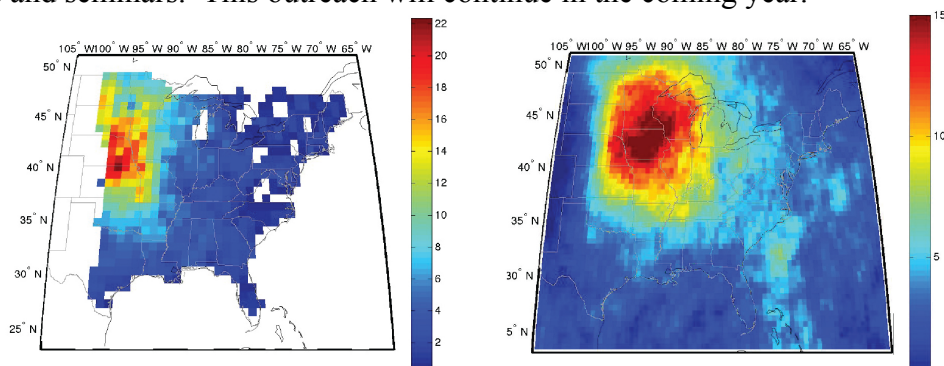 and seminars. This outreach will continue in the coming year.
105° W 100° W 95° W 90° W 85° W 80° W 75° W 70° W 65° W
50° N
45° N
40° N
35° N
30° N
25° N
22
20
18
16
14
12
10
8
6
4
2
105° W 100° W 95° W 90° W 85° W 80° W 75° W 70° W 65° W
50° N
45° N
40° N
35° N
30° N
5° N
15
10
5